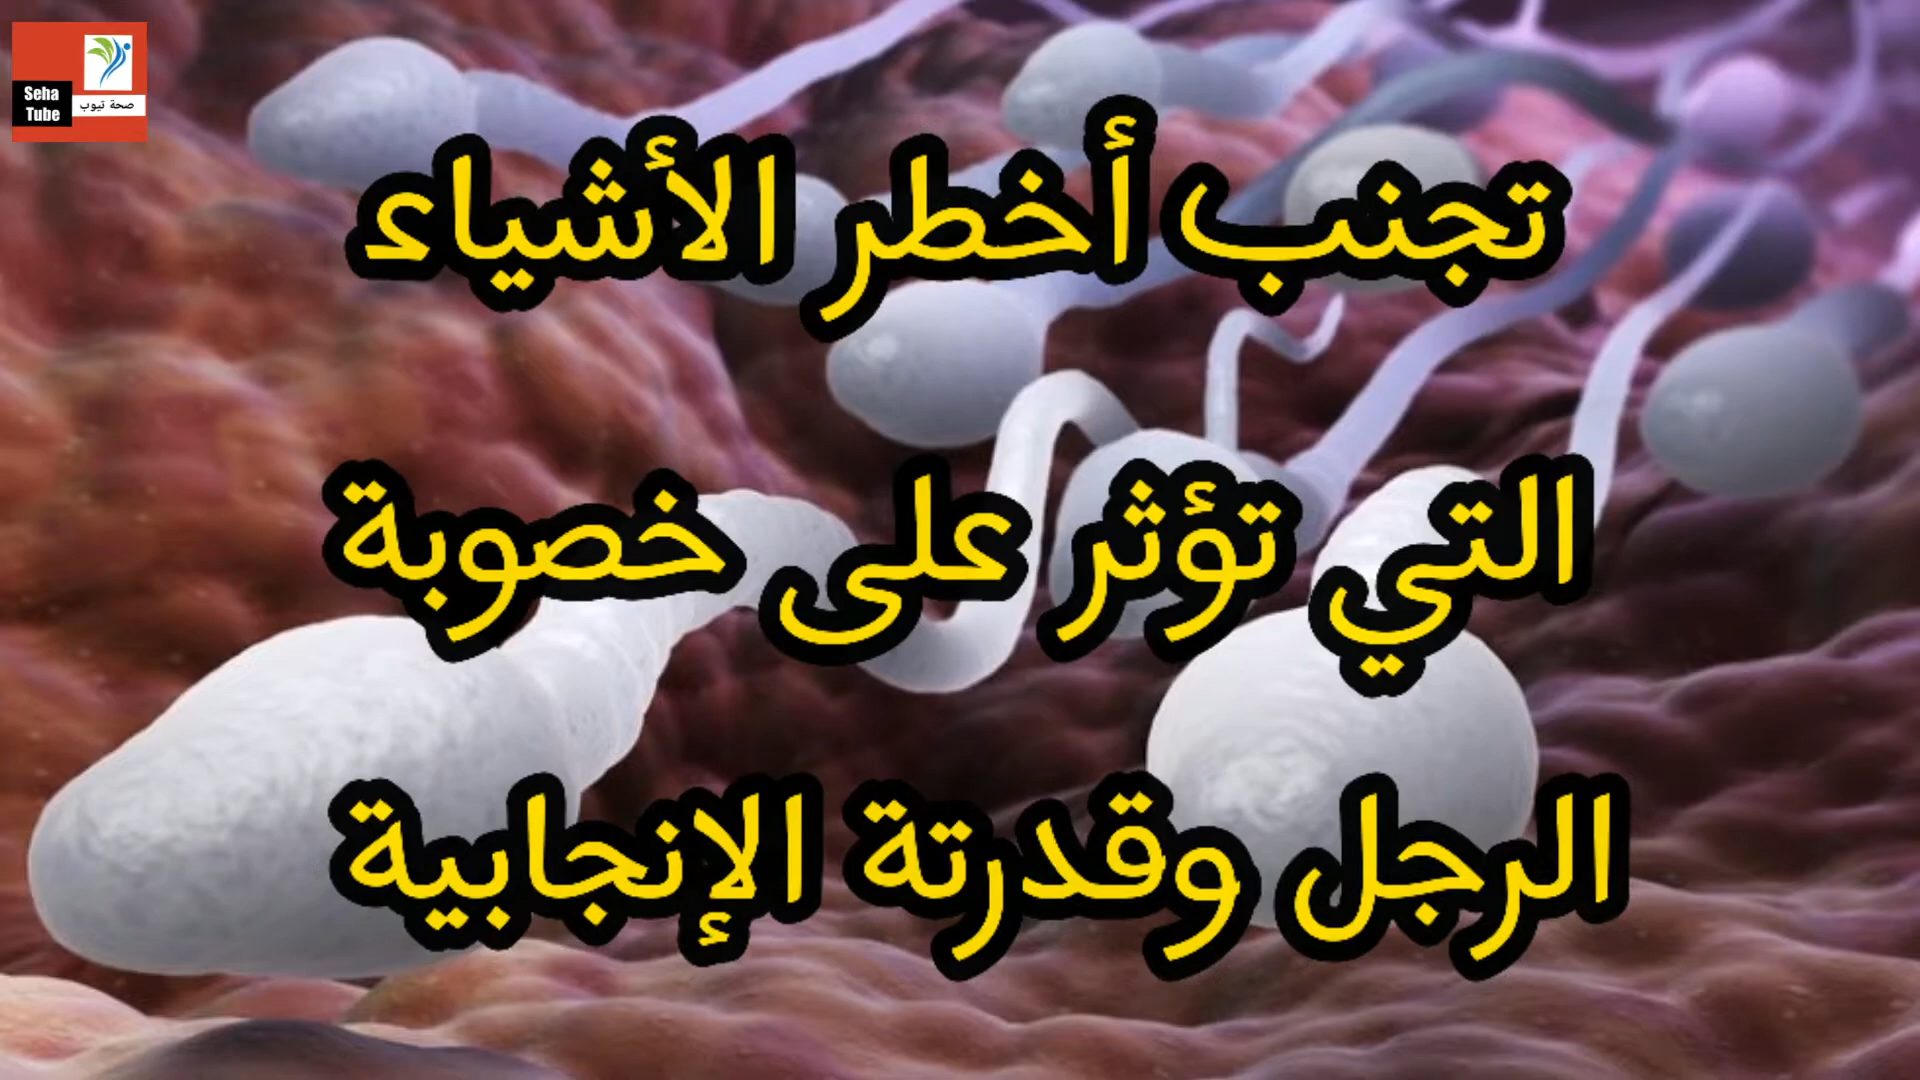 Seha
Tube
صحة تيوب
تجنب أخطر الأشياء
التي تؤثر على خصوبة
الرجل وقدرتة الإنجابية